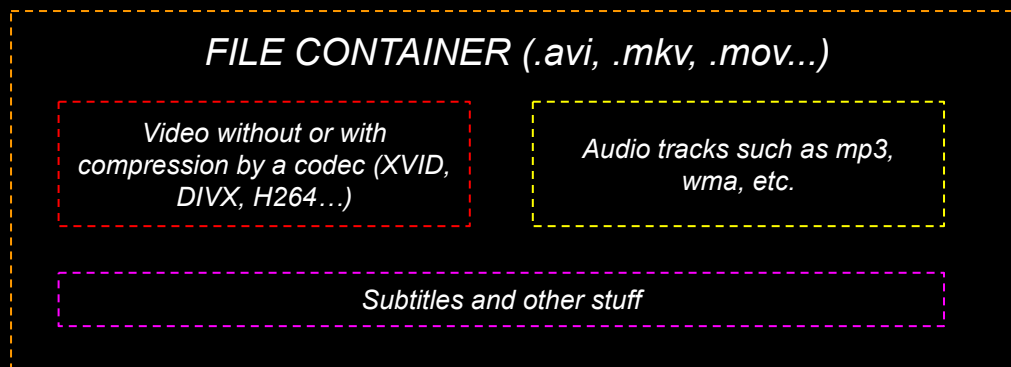 FILE CONTAINER (.avi, .mkv, .mov...)
Video without or with
compression by a codec (XVID,
DIVX, H264…)
Audio tracks such as mp3,
wma, etc.
Subtitles and other stuff